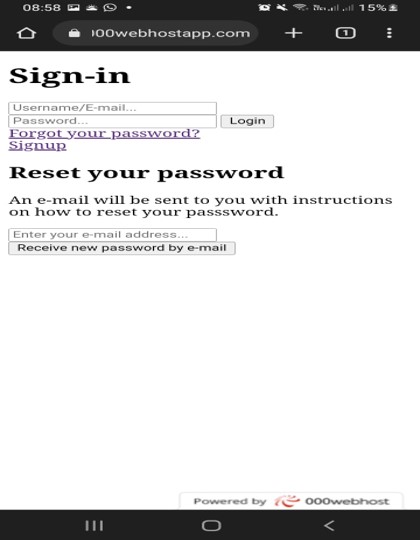 08:58
15%
000webhostapp.com
1
Sign-in
Username/E-mail...
Password... Login
Forgot your password?
Signup
Reset your password
An e-mail will be sent to you with instructions
on how to reset your passsword.
Enter your e-mail address...
Receive new password by e-mail
Powered by 000webhost